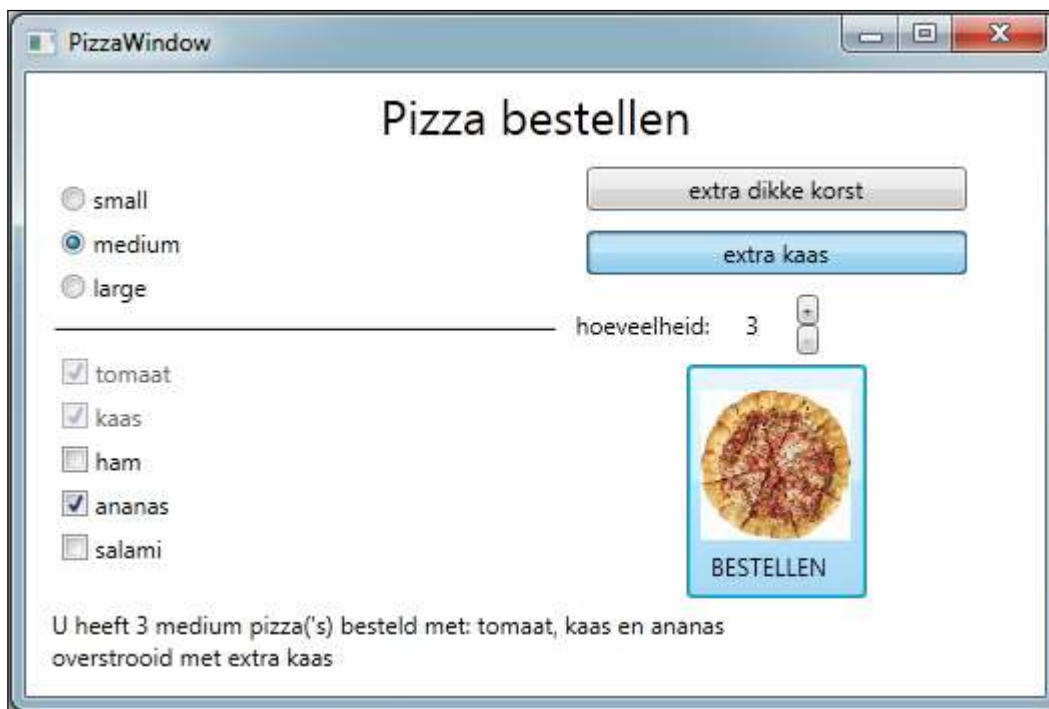 PizzaWindow
Pizza bestellen
small
medium
large
extra dikke korst
extra kaas
hoeveelheid: 3
+
-
tomaat
kaas
ham
ananas
salami
BESTELLEN
U heeft 3 medium pizza('s) besteld met: tomaat, kaas en ananas
overstrooid met extra kaas